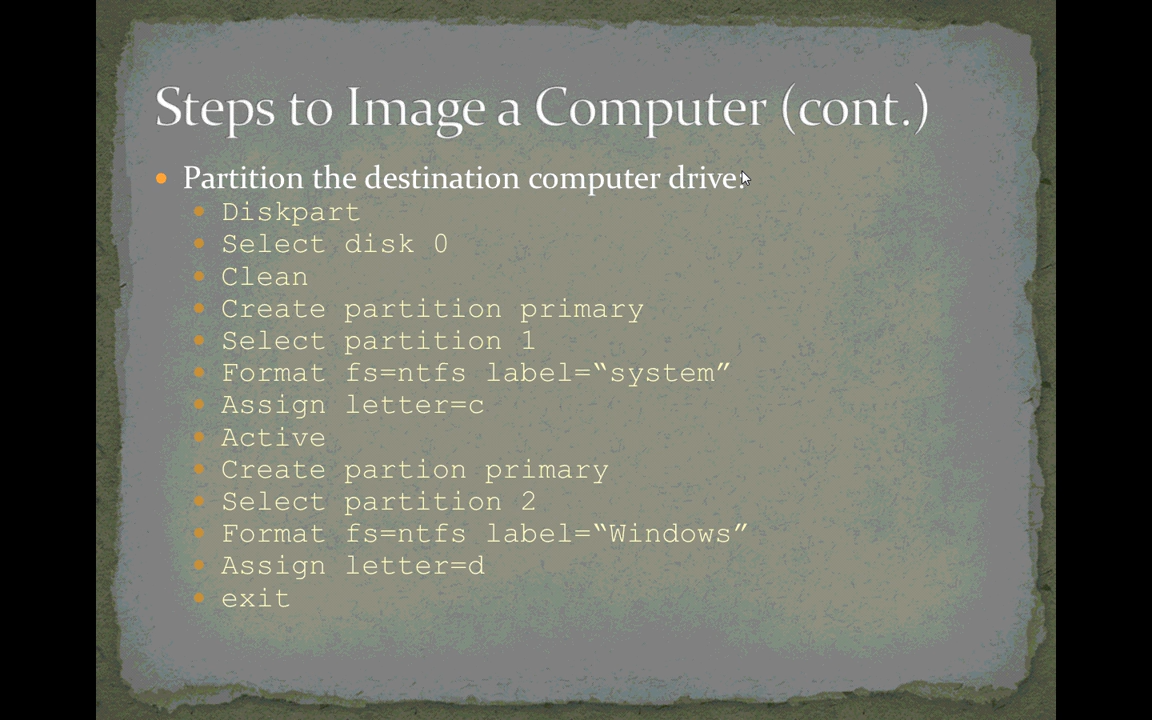 Steps to Image a Computer (cont.)
Partition the destination computer drive:
Diskpart
Select disk 0
Clean
Create partition primary
Select partition 1
Format fs=ntfs label=“system”
Assign letter=c
Active
Create partion primary
Select partition 2
Format fs=ntfs label=“Windows”
Assign letter=d
exit